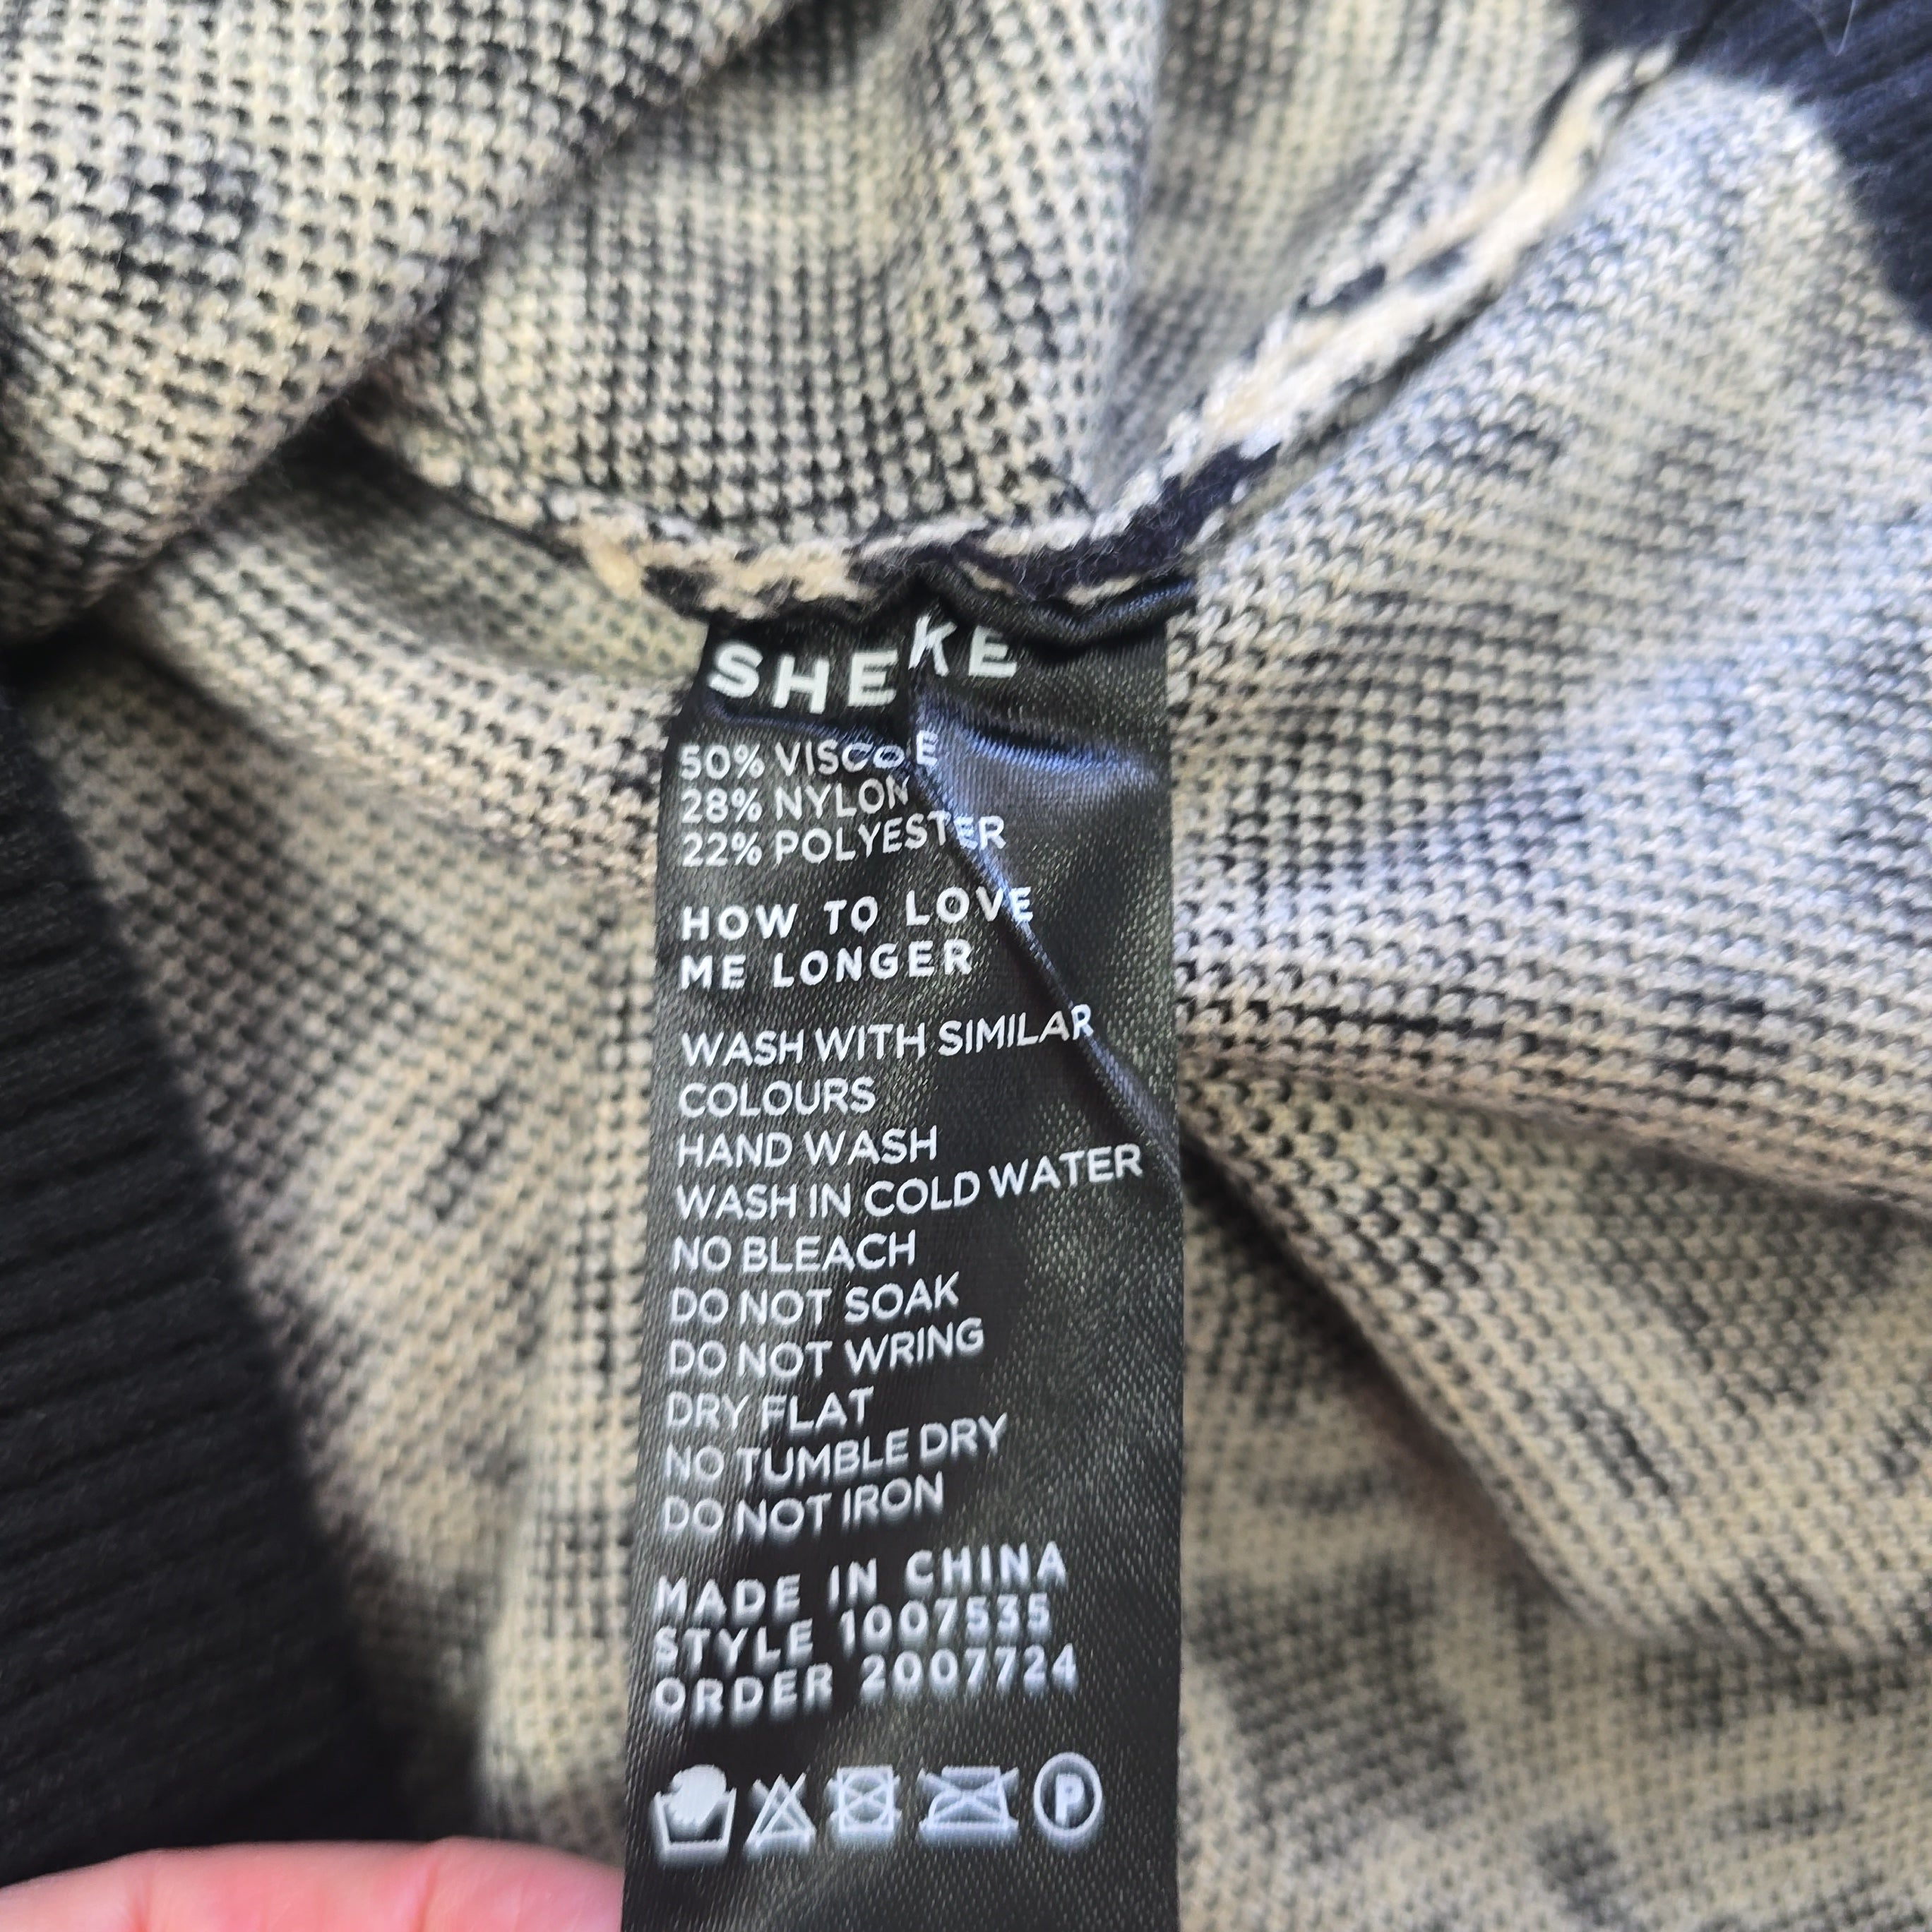 SHEKE
50% VISCOSE
28% NYLON
22% POLYESTER
HOW TO LOVE
ME LONGER
WASH WITH SIMILAR
COLOURS
HAND WASH
WASH IN COLD WATER
NO BLEACH
DO NOT SOAK
DO NOT WRING
DRY FLAT
NO TUMBLE DRY
DO NOT IRON
MADE IN CHINA
STYLE 1007535
ORDER 2007724
P